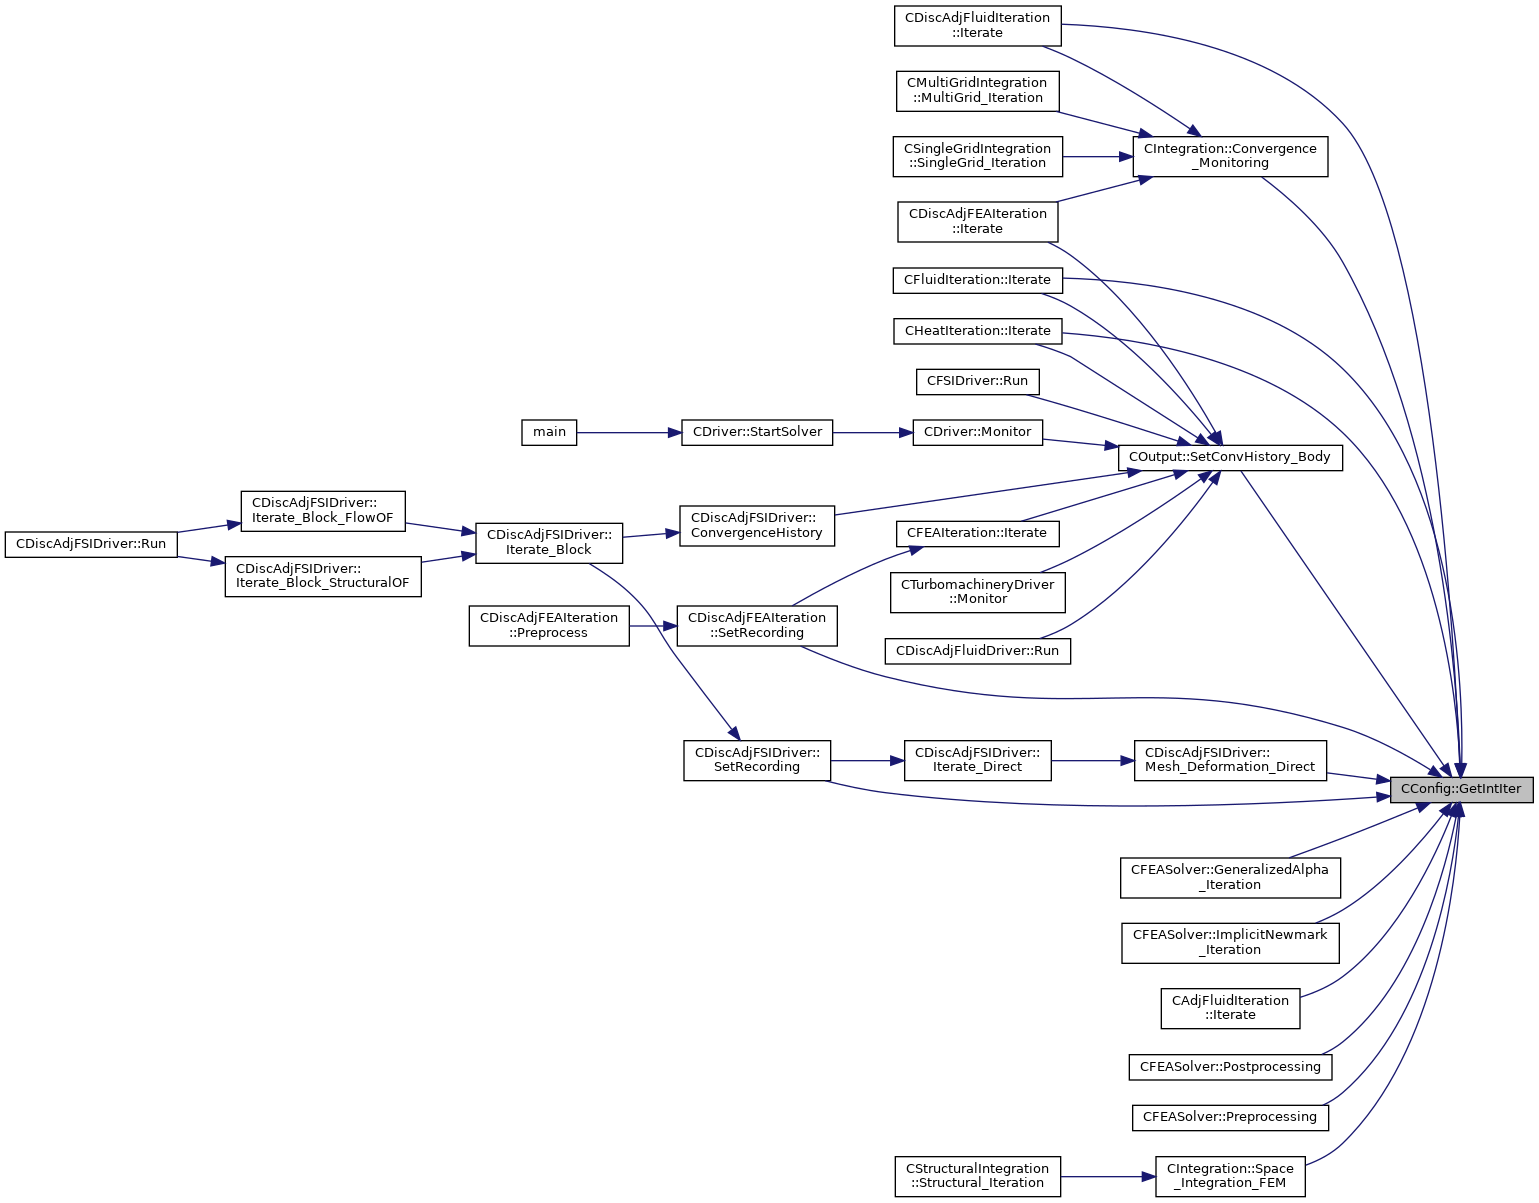 CDiscAdjFluidIteration
::Iterate
CMultiGridIntegration
::MultiGrid_Iteration
CSingleGridIntegration
::SingleGrid_Iteration
CIntegration::Convergence
_Monitoring
CDiscAdjFEAIteration
::Iterate
CFluidIteration::Iterate
CHeatIteration::Iterate
CFSIDriver::Run
main
CDriver::StartSolver
CDriver::Monitor
COutput::SetConvHistory_Body
CDiscAdjFSIDriver::Run
CDiscAdjFSIDriver::
Iterate_Block_FlowOF
CDiscAdjFSIDriver::
Iterate_Block_StructuralOF
CDiscAdjFSIDriver::
Iterate_Block
CDiscAdjFSIDriver::
ConvergenceHistory
CFEAIteration::Iterate
CTurbomachineryDriver
::Monitor
CDiscAdjFEAIteration
::Preprocess
CDiscAdjFEAIteration
::SetRecording
CDiscAdjFluidDriver::Run
CDiscAdjFSIDriver::
SetRecording
CDiscAdjFSIDriver::
Iterate_Direct
CDiscAdjFSIDriver::
Mesh_Deformation_Direct
CConfig::GetIntIter
CFEASolver::GeneralizedAlpha
_Iteration
CFEASolver::ImplicitNewmark
_Iteration
CAdjFluidIteration
::Iterate
CFEASolver::Postprocessing
CFEASolver::Preprocessing
CStructuralIntegration
::Structural_Iteration
CIntegration::Space
_Integration_FEM